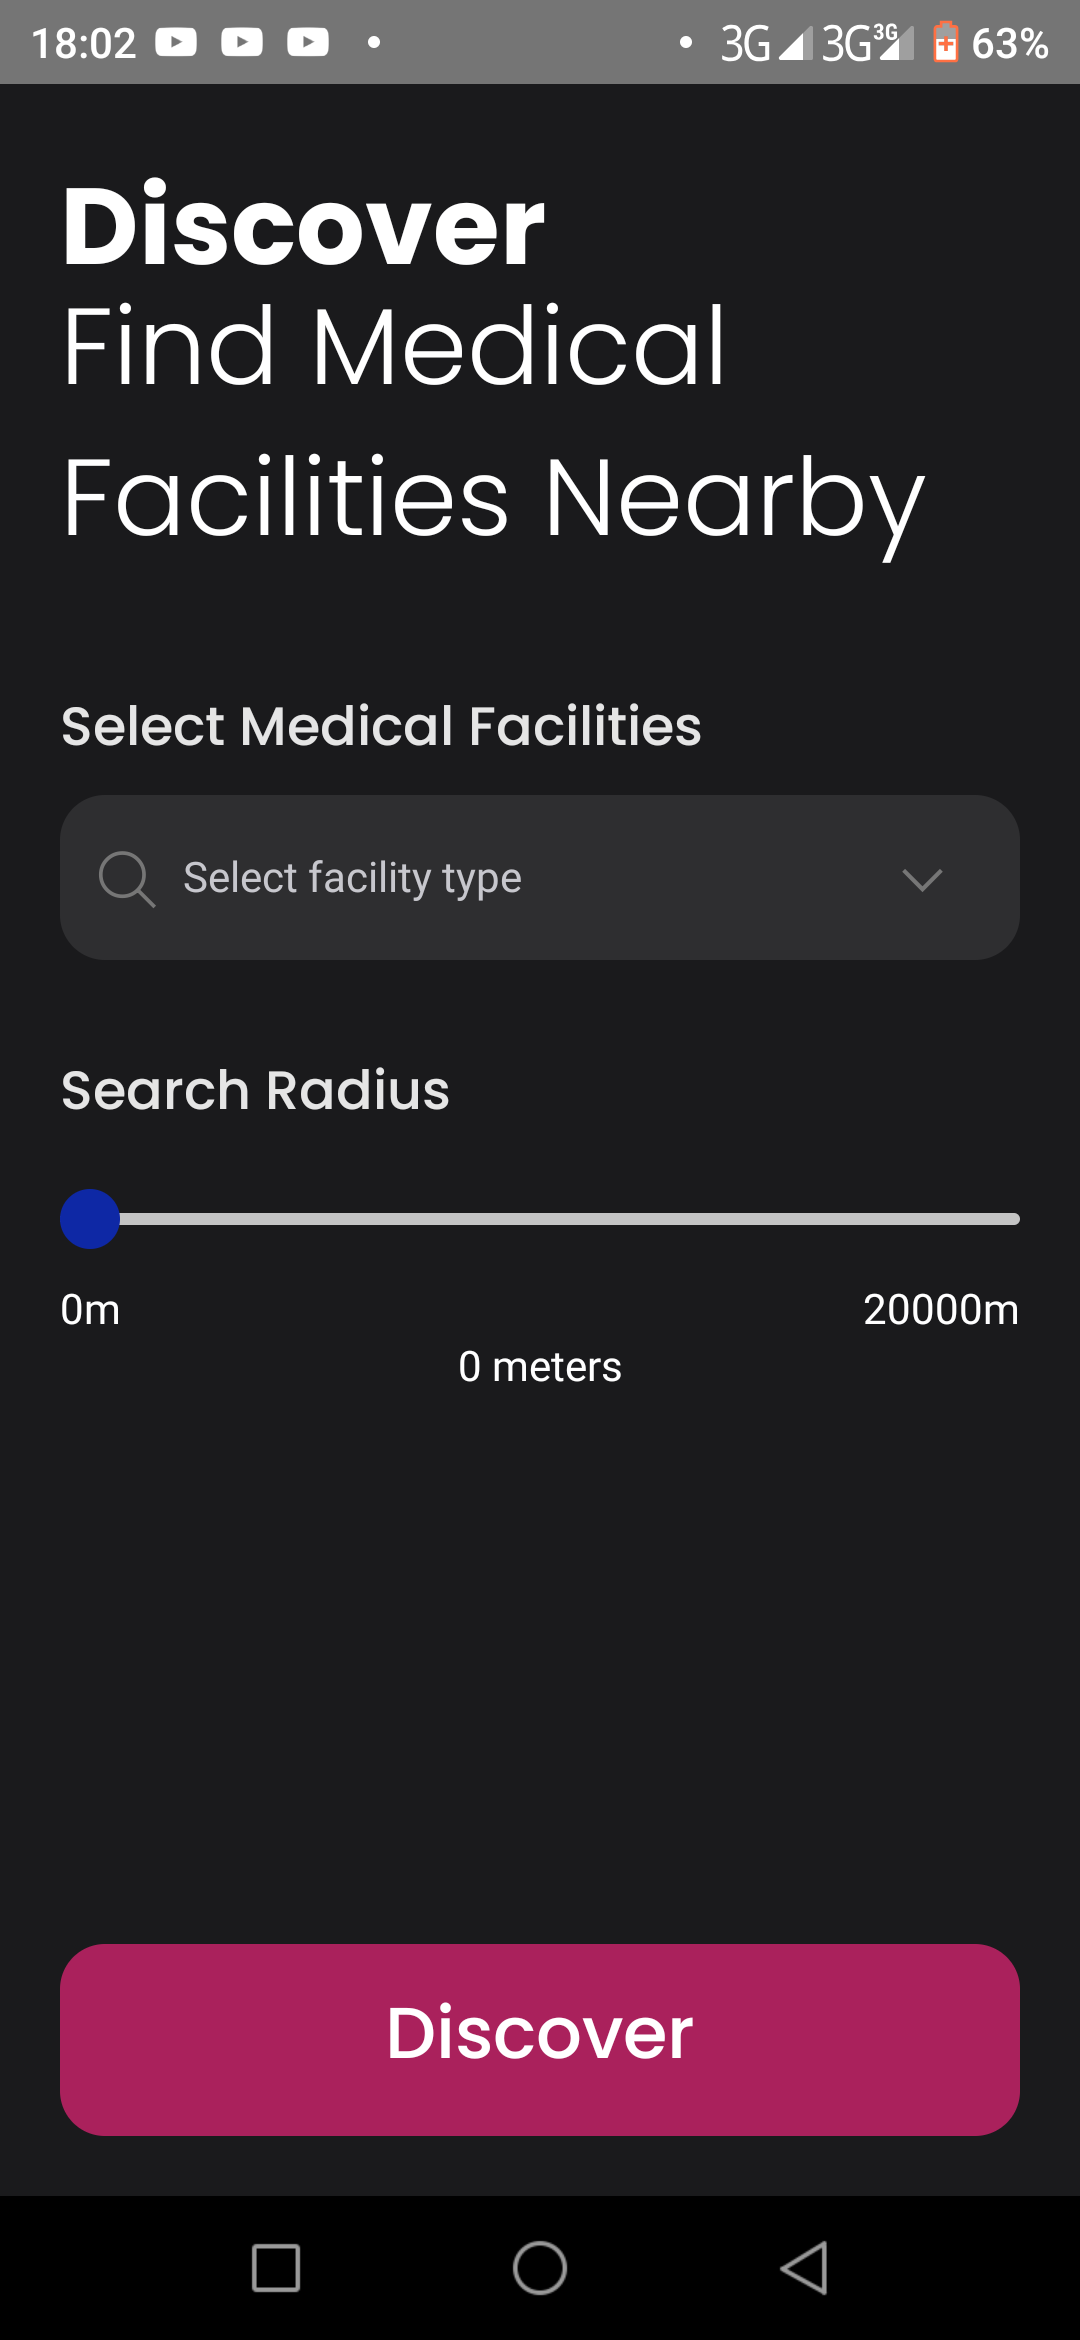 18:02 3G 3G 3G 63%
Discover
Find Medical
Facilities Nearby
Select Medical Facilities
Select facility type
Search Radius
0m 20000m
0 meters
Discover